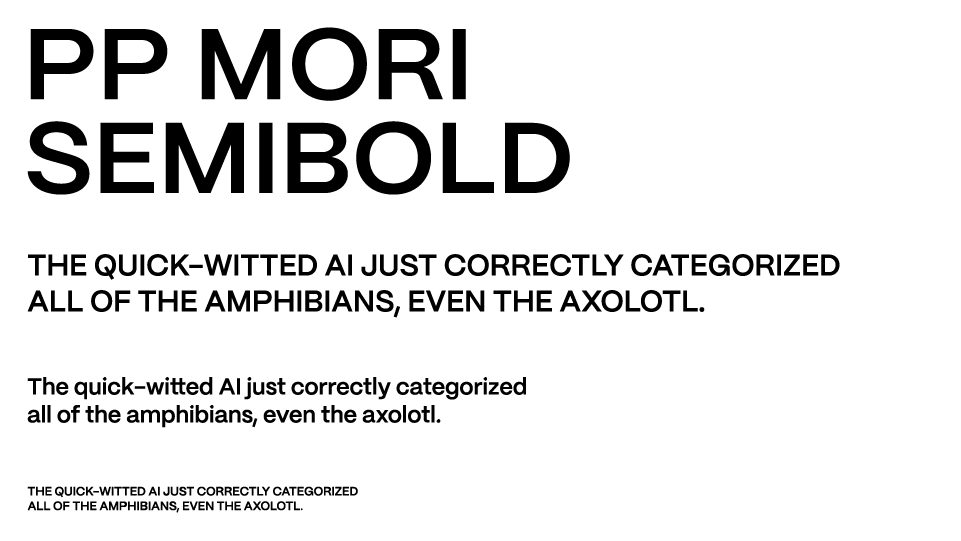 PP MORI
SEMIBOLD
THE QUICK-WITTED AI JUST CORRECTLY CATEGORIZED
ALL OF THE AMPHIBIANS, EVEN THE AXOLOTL.
The quick-witted AI just correctly categorized
all of the amphibians, even the axolotl.
THE QUICK-WITTED AI JUST CORRECTLY CATEGORIZED
ALL OF THE AMPHIBIANS, EVEN THE AXOLOTL.